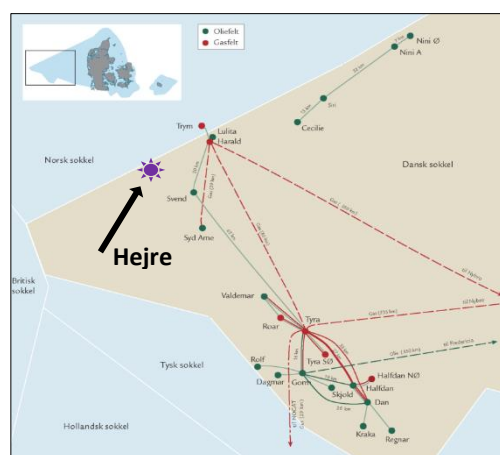 Oliefelt
Gasfelt
Nini Ø
Nini A
Siri
Cecilie
Trym
Lulita
Harald
Norsk sokkel
Dansk sokkel
Svend
Syd Arne
Hejre
Britisk
sokkel
Valdemar
Roar
Tyra
Tyra SØ
Tysk sokkel
Rolf
Dagmar
Gorm
Skjold
Halfdan NØ
Halfdan
Dan
Kraka
Regnar
Hollandsk sokkel